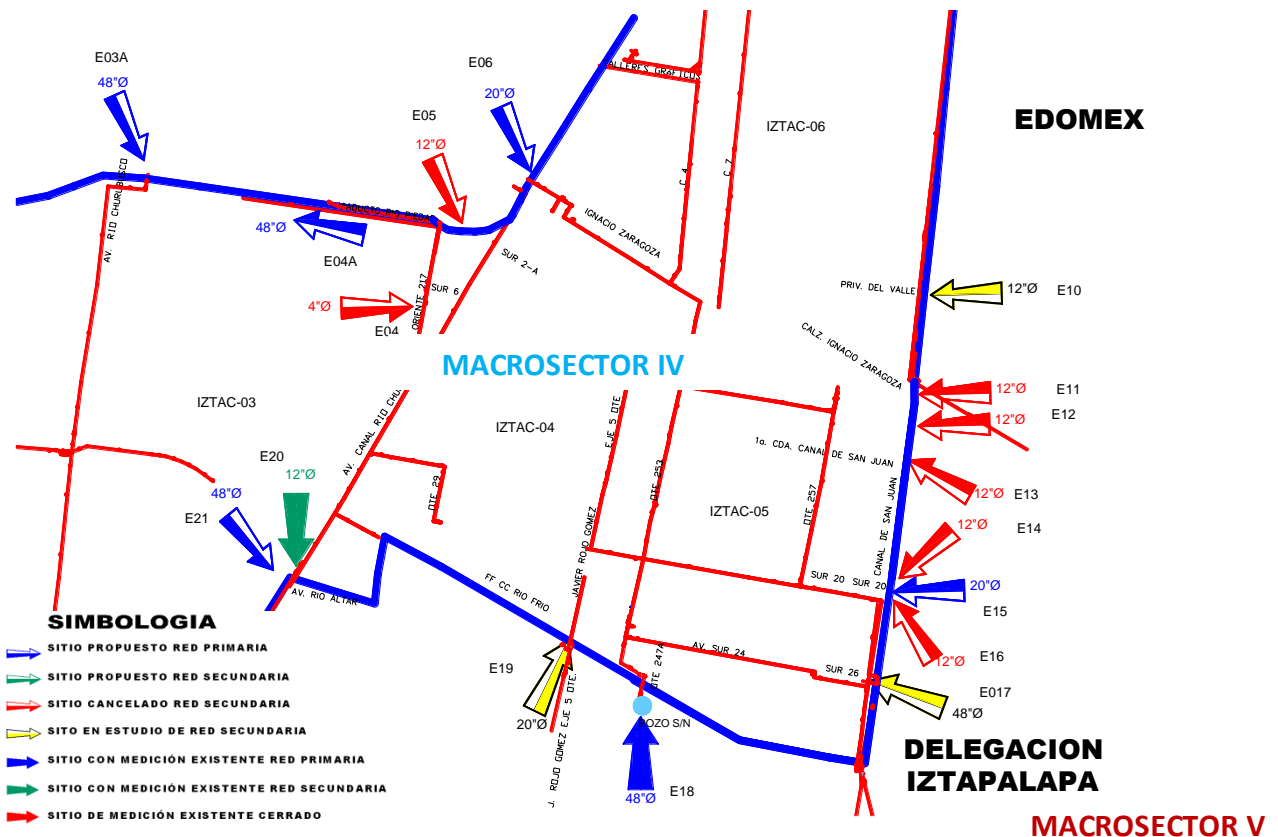 E03A
48"Ø
E06
20"Ø
E05
12"Ø
TALLERES GRAFICOS
IZTAC-06
EDOMEX
C. 4
C. 7
AV. RIO CHURUBUSCO
VIADUCTO RIO PIEDAD
48"Ø
E04A
IGNACIO ZARAGOZA
SUR 2-A
SUR 6
ORIENTE 217
4"Ø
E04
PRIV. DEL VALLE
12"Ø
E10
CALZ. IGNACIO ZARAGOZA
MACROSECTOR IV
12"Ø
E11
12"Ø
E12
IZTAC-03
IZTAC-04
AV. CANAL RIO CHU
EJE 5 OTE
1a. CDA. CANAL DE SAN JUAN
E20
12"Ø
OTE 29
OTE 253
OTE 257
CANAL DE SAN JUAN
12"Ø
E13
48"Ø
E21
JAVIER ROJO GOMEZ
IZTAC-05
12"Ø
E14
AV. RIO ALTAR
FF CC RIO FRIO
SUR 20
SUR 20
20"Ø
E15
SIMBOLOGIA
SITIO PROPUESTO RED PRIMARIA
SITIO PROPUESTO RED SECUNDARIA
SITIO CANCELADO RED SECUNDARIA
SITO EN ESTUDIO DE RED SECUNDARIA
SITIO CON MEDICIÓN EXISTENTE RED PRIMARIA
SITIO CON MEDICIÓN EXISTENTE RED SECUNDARIA
SITIO DE MEDICIÓN EXISTENTE CERRADO
E19
20"Ø
J. ROJO GOMEZ EJE 5 OTE.
OTE 247A
AV. SUR 24
SUR 26
12"Ø
E16
E017
48"Ø
POZO S/N
48"Ø
E18
DELEGACION
IZTAPALAPA
MACROSECTOR V